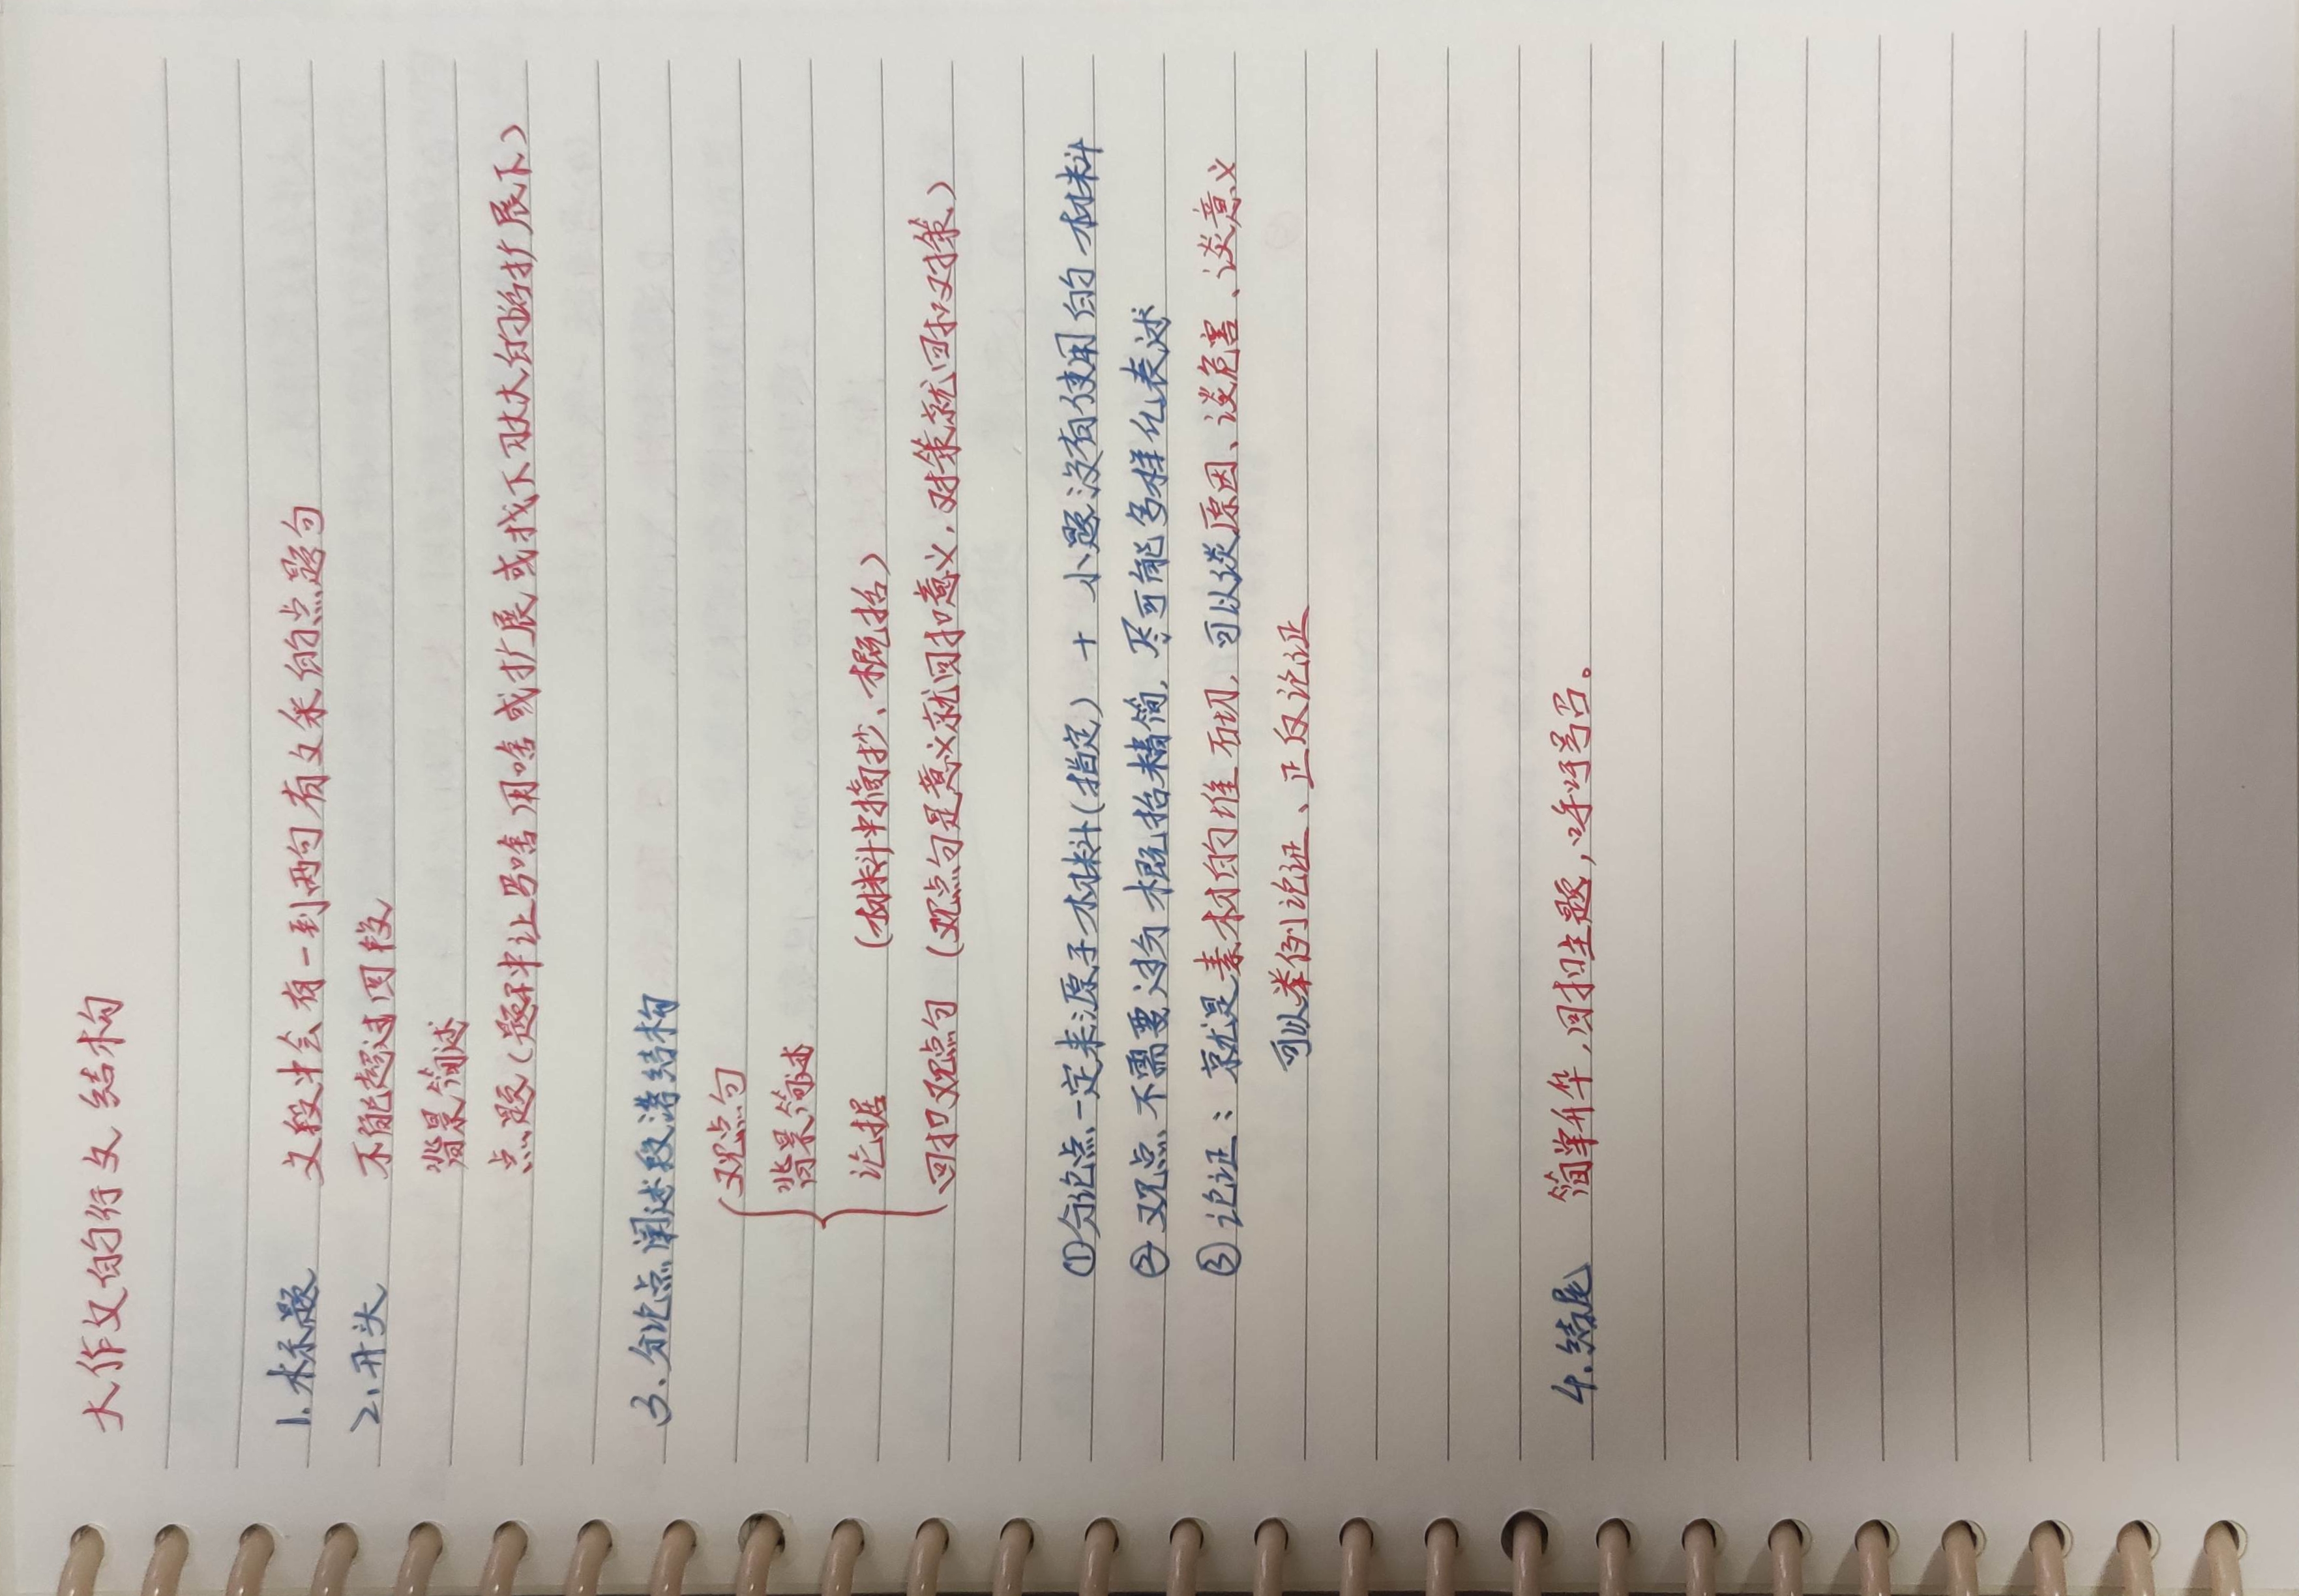 大作文的行文结构
1. 标题 文段中会有一到两句有文采的点题句
2. 开头 不能超过四段
背景简述
点题(题干中让写啥用啥或扩展或找下习大大的话扩展下)
3. 分论点阐述段落结构
观点句
背景简述
论据 (材料中摘抄、概括)
回扣观点句 (观点句是意义就回扣意义,对策就回扣对策)
①分论点一定来源于材料(指定) + 小题没有使用的材料
②观点不需要过分概括精简,尽可能多样化表述
③论证:就是素材的堆砌,可以谈原因、谈危害、谈意义
可以举例论证、正反论证
4. 结尾 简单升华,回扣主题,呼吁号召。